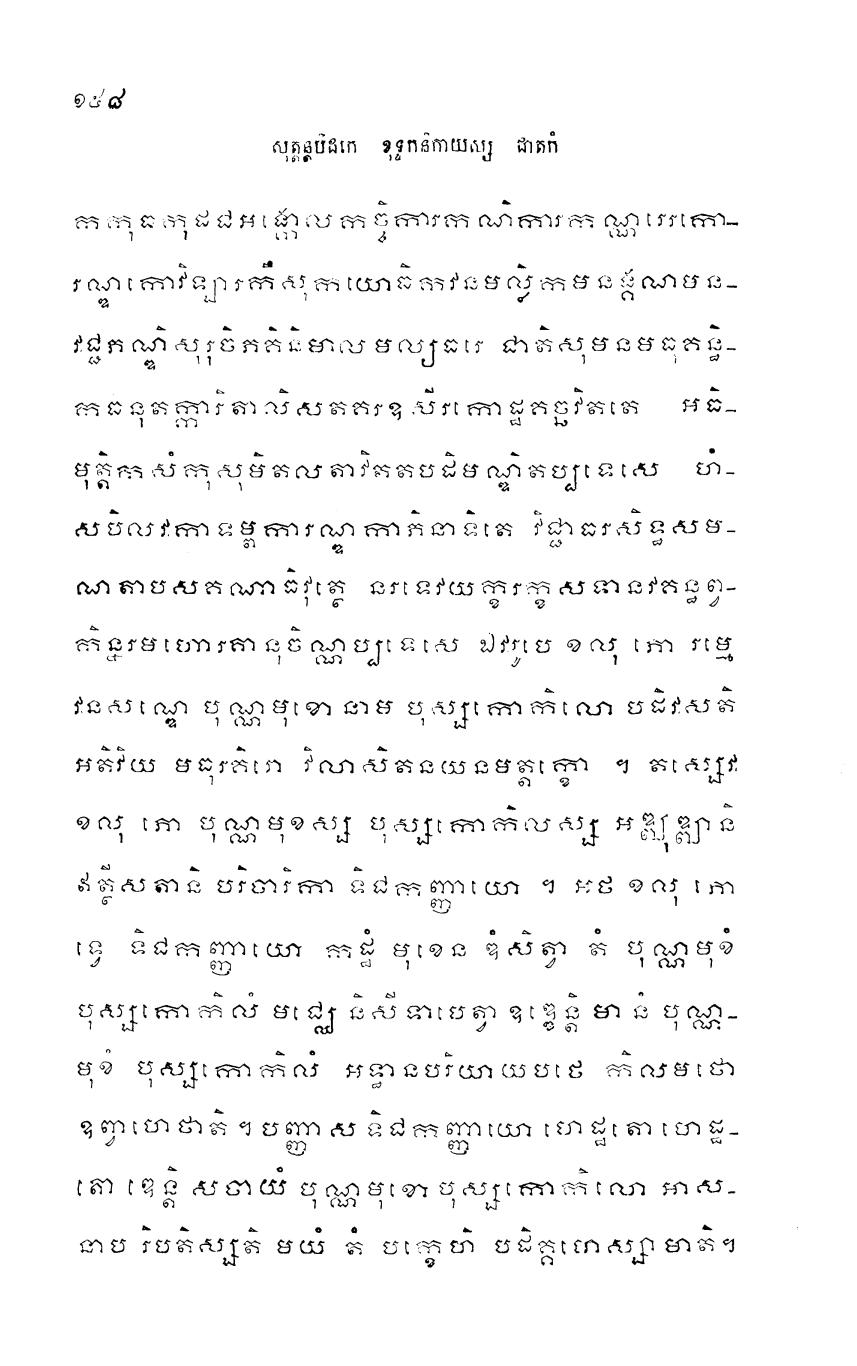 ១៥៨
សុត្តន្តបិដកេ ខុទ្ទកនិកាយស្ស ជាតកំ
កកុធកុដជអង្កោលកច្ចិការកណិការកណ្ណរេរកោ-
រណ្ឌកោវិឡារកឹសុកយោធិកវនមល្លិកមនង្គណាមន-
វជ្ជភណ្ឌិសុរុចិភគិនិមាលមល្យធរេ ជាតិសុមនមធុគន្ធិ-
កធនុតក្ការិតាលិសតគរឧសីរកោដ្ឋកច្ឆវិតតេ អធិ-
មុត្តិកសំកុសុមិតលតាវិតតបដិមណ្ឌិតប្បទេសេ ហំ-
សបិលវកាទម្ពការណ្ឌកាភិនាទិតេ វិជ្ជាធរសិទ្ធសម-
ណតាបសគណាធិវុត្ថេ នរទេវយក្ខរក្ខសទានវគន្ធព្វ-
កិន្នរមហោរគានុចិណ្ណប្បទេសេ ឯវរូបេ ខលុ ភោ រម្មេ
វនសណ្ឌេ បុណ្ណមុខោ នាម បុស្សកោកិលោ បដិវសតិ
អតិវិយ មធុរគិរោ វិលាសិតនយនមត្តក្ខោ ។ តស្សេវ
ខលុ ភោ បុណ្ណមុខស្ស បុស្សកោកិលស្ស អឌ្ឍុឌ្ឍានិ
ឥត្ថីសតានិ បរិចារិកា ទិជកញ្ញាយោ ។ អថ ខលុ ភោ
ទ្វេ ទិជកញ្ញាយោ កដ្ឋំ មុខេន ឌំសិត្វា តំ បុណ្ណមុខំ
បុស្សកោកិលំ មជ្ឈេ និសីទាបេត្វា ឧឌ្ឌេន្តិ មា នំ បុណ្ណ-
មុខំ បុស្សកោកិលំ អទ្ធានបរិយាយបថេ កិលមថោ
ឧព្វាហេថាតិ ។ បញ្ញាស ទិជកញ្ញាយោ ហេដ្ឋតោ ហេដ្ឋ-
តោ ឌេន្តិ សចាយំ បុណ្ណមុខោ បុស្សកោកិលោ អាស-
នាប រិបតិស្សតិ មយំ តំ បក្ខេហិ បដិគ្គហេស្សាមាតិ។